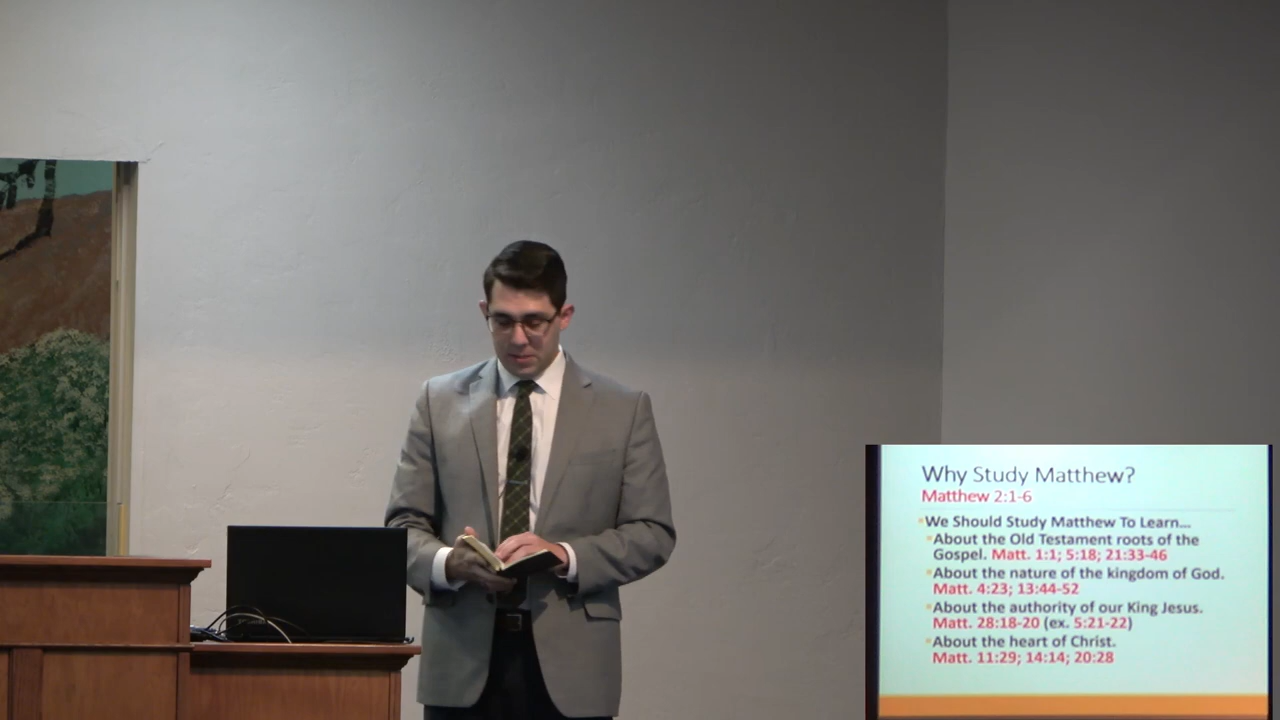 Why Study Matthew?
Matthew 2:1-6
We Should Study Matthew To Learn...
About the Old Testament roots of the
Gospel. Matt. 1:1; 5:18; 21:33-46
About the nature of the kingdom of God.
Matt. 4:23; 13:44-52
About the authority of our King Jesus.
Matt. 28:18-20 (ex. 5:21-22)
About the heart of Christ.
Matt. 11:29; 14:14; 20:28